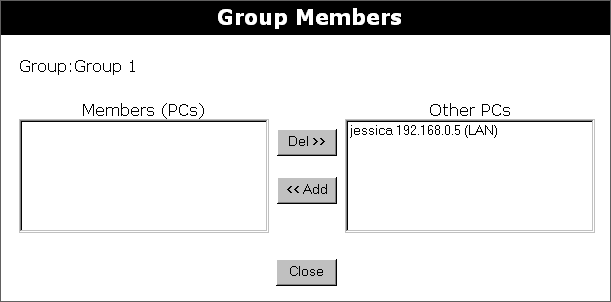 Group Members
Group:Group 1
Members (PCs)
Other PCs
jessica 192.168.0.5 (LAN)
Del >>
<< Add
Close